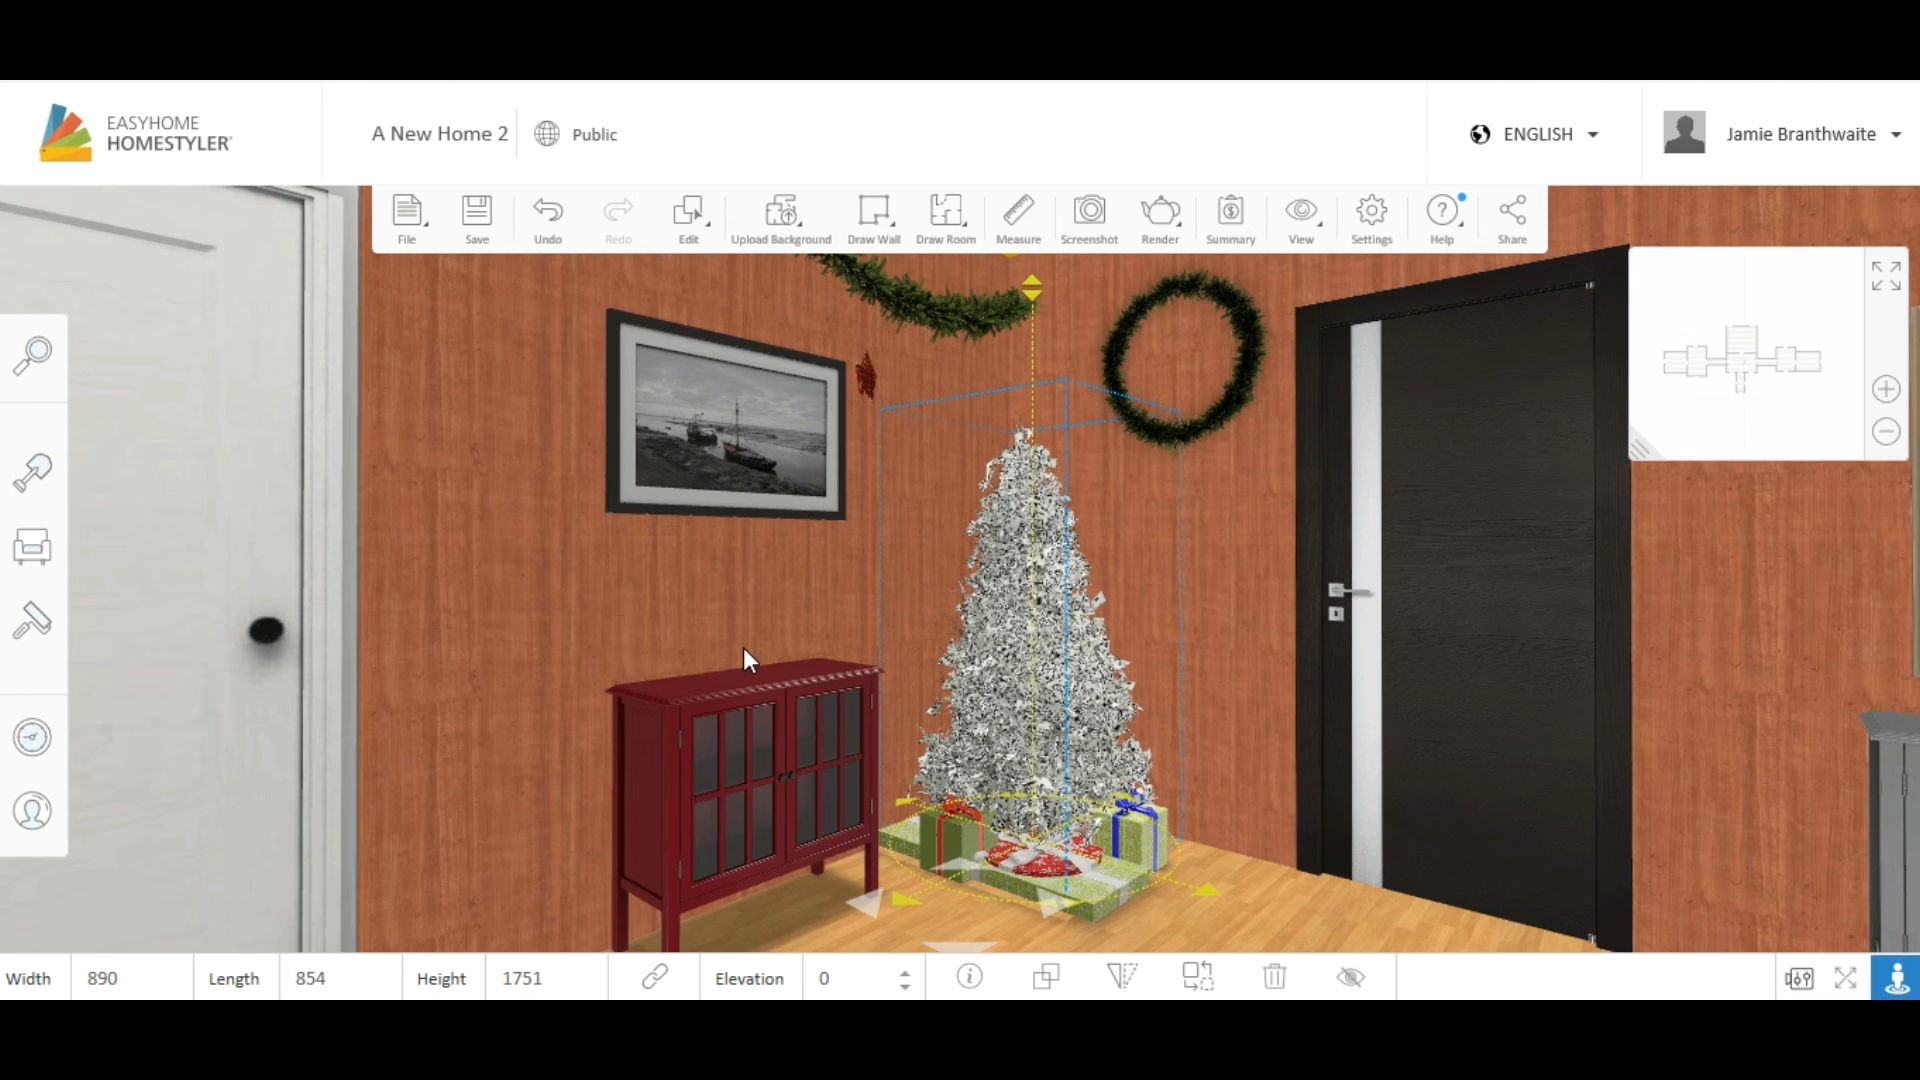 EASYHOME
HOMESTYLER®
A New Home 2
Public
ENGLISH
Jamie Branthwaite
File
Save
Undo
Redo
Edit
Upload Background
Draw Wall
Draw Room
Measure
Screenshot
Render
Summary
View
Settings
Help
Share
Width 890 Length 854 Height 1751 Elevation 0